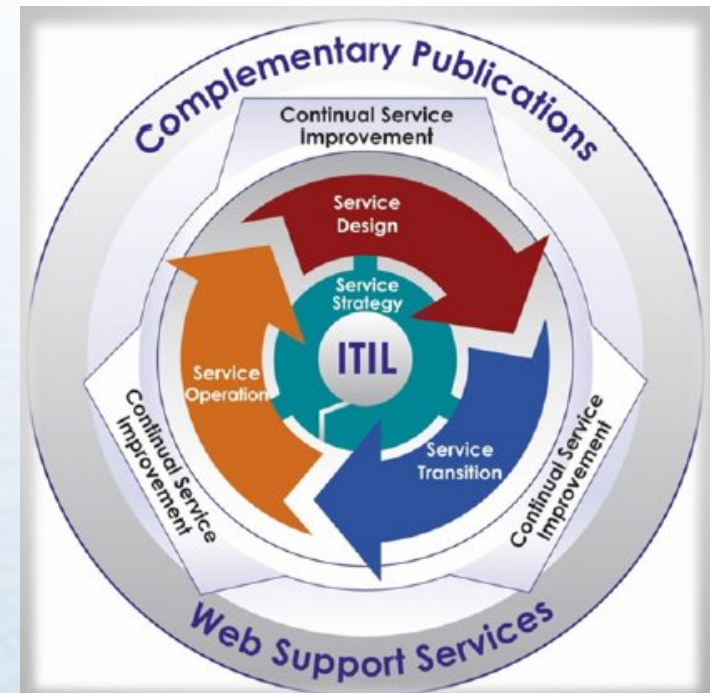 Complementary Publications
Continual Service
Improvement
Service
Design
Service
Strategy
ITIL
Service
Operation
Service
Transition
Continual Service
Improvement
Continual Service
Improvement
Web Support Services